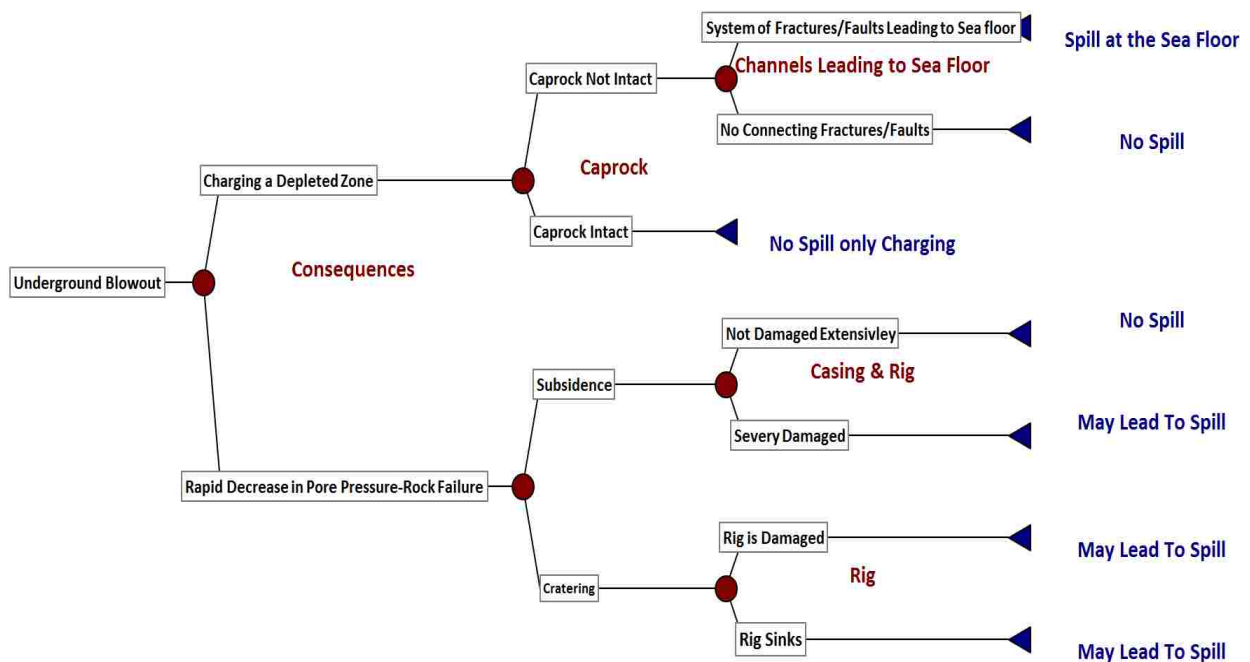 System of Fractures/Faults Leading to Sea floor
Spill at the Sea Floor
Channels Leading to Sea Floor
Caprock Not Intact
No Connecting Fractures/Faults
No Spill
Caprock
Charging a Depleted Zone
Caprock Intact
No Spill only Charging
Consequences
Underground Blowout
No Spill
Not Damaged Extensivley
Casing & Rig
Subsidence
May Lead To Spill
Severy Damaged
Rapid Decrease in Pore Pressure-Rock Failure
Rig is Damaged
May Lead To Spill
Rig
Cratering
Rig Sinks
May Lead To Spill